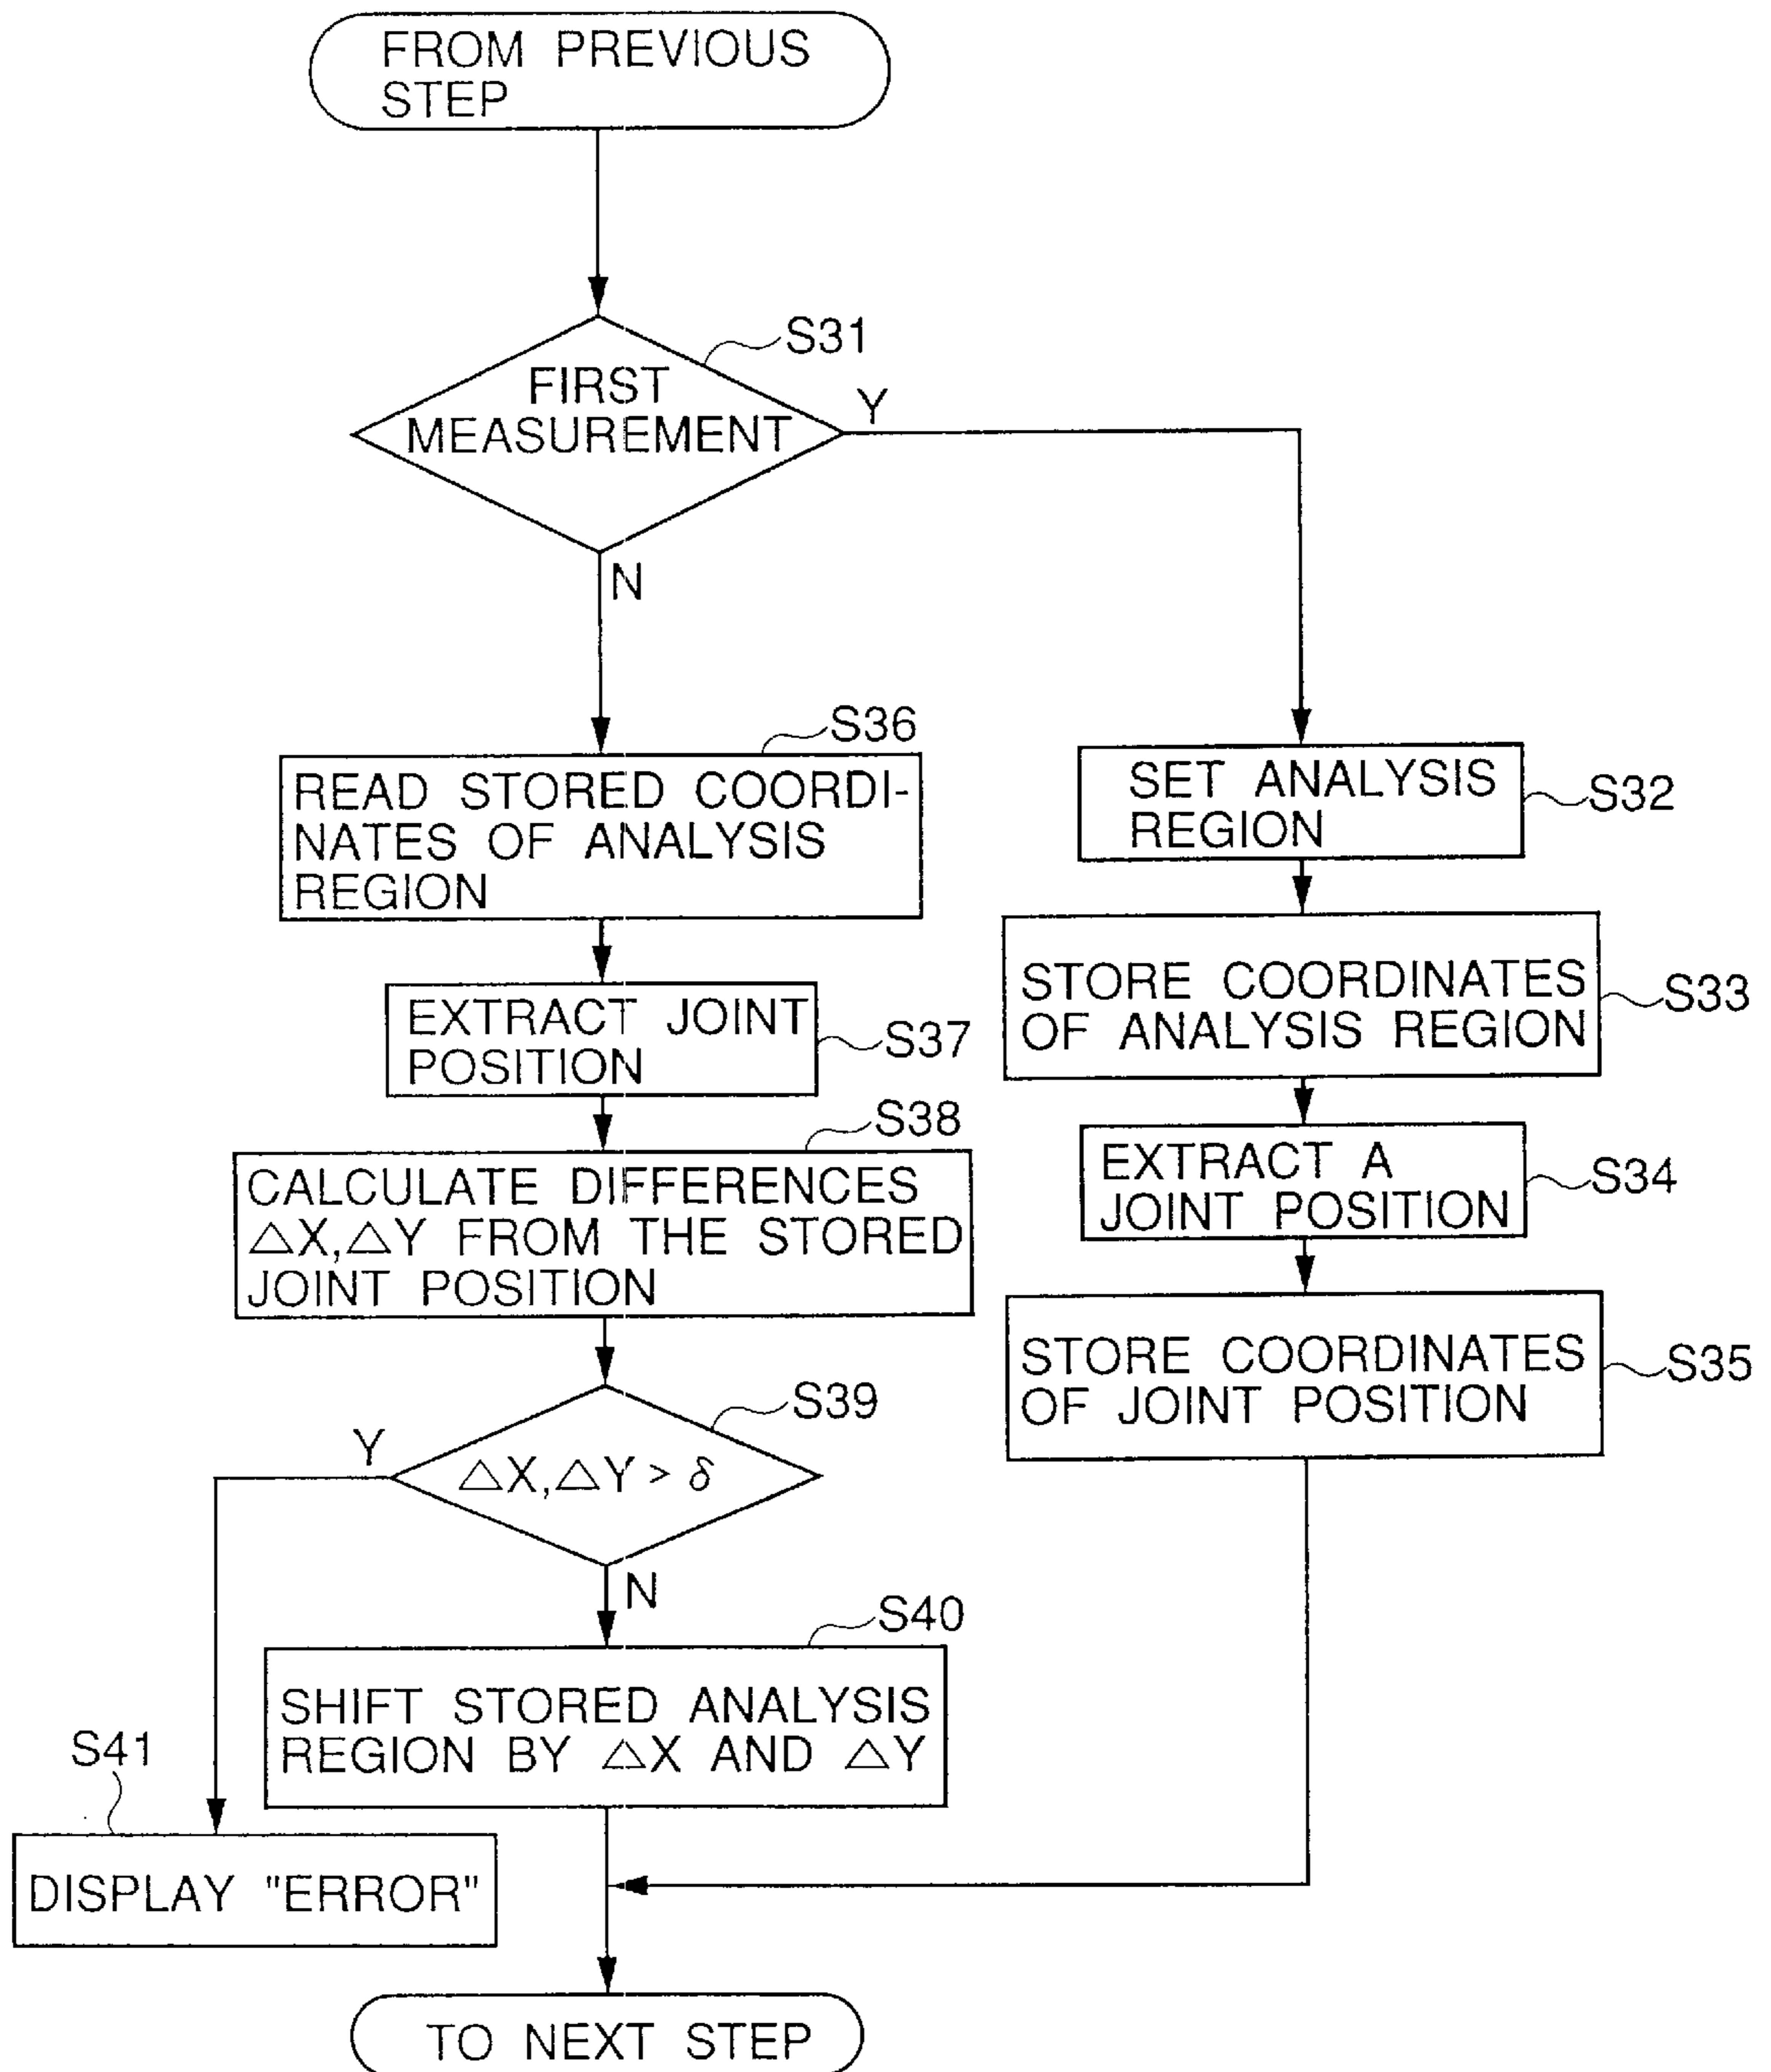 FROM PREVIOUS
STEP
S31
FIRST
MEASUREMENT
Y
N
S36
READ STORED COORDI-
NATES OF ANALYSIS
REGION
EXTRACT JOINT
POSITION
S37
S38
CALCULATE DIFFERENCES
△X,△Y FROM THE STORED
JOINT POSITION
S39
Y
△X,△Y > δ
N
S40
SHIFT STORED ANALYSIS
REGION BY △X AND △Y
S41
DISPLAY "ERROR"
SET ANALYSIS
REGION
S32
STORE COORDINATES
OF ANALYSIS REGION
S33
EXTRACT A
JOINT POSITION
S34
STORE COORDINATES
OF JOINT POSITION
S35
TO NEXT STEP